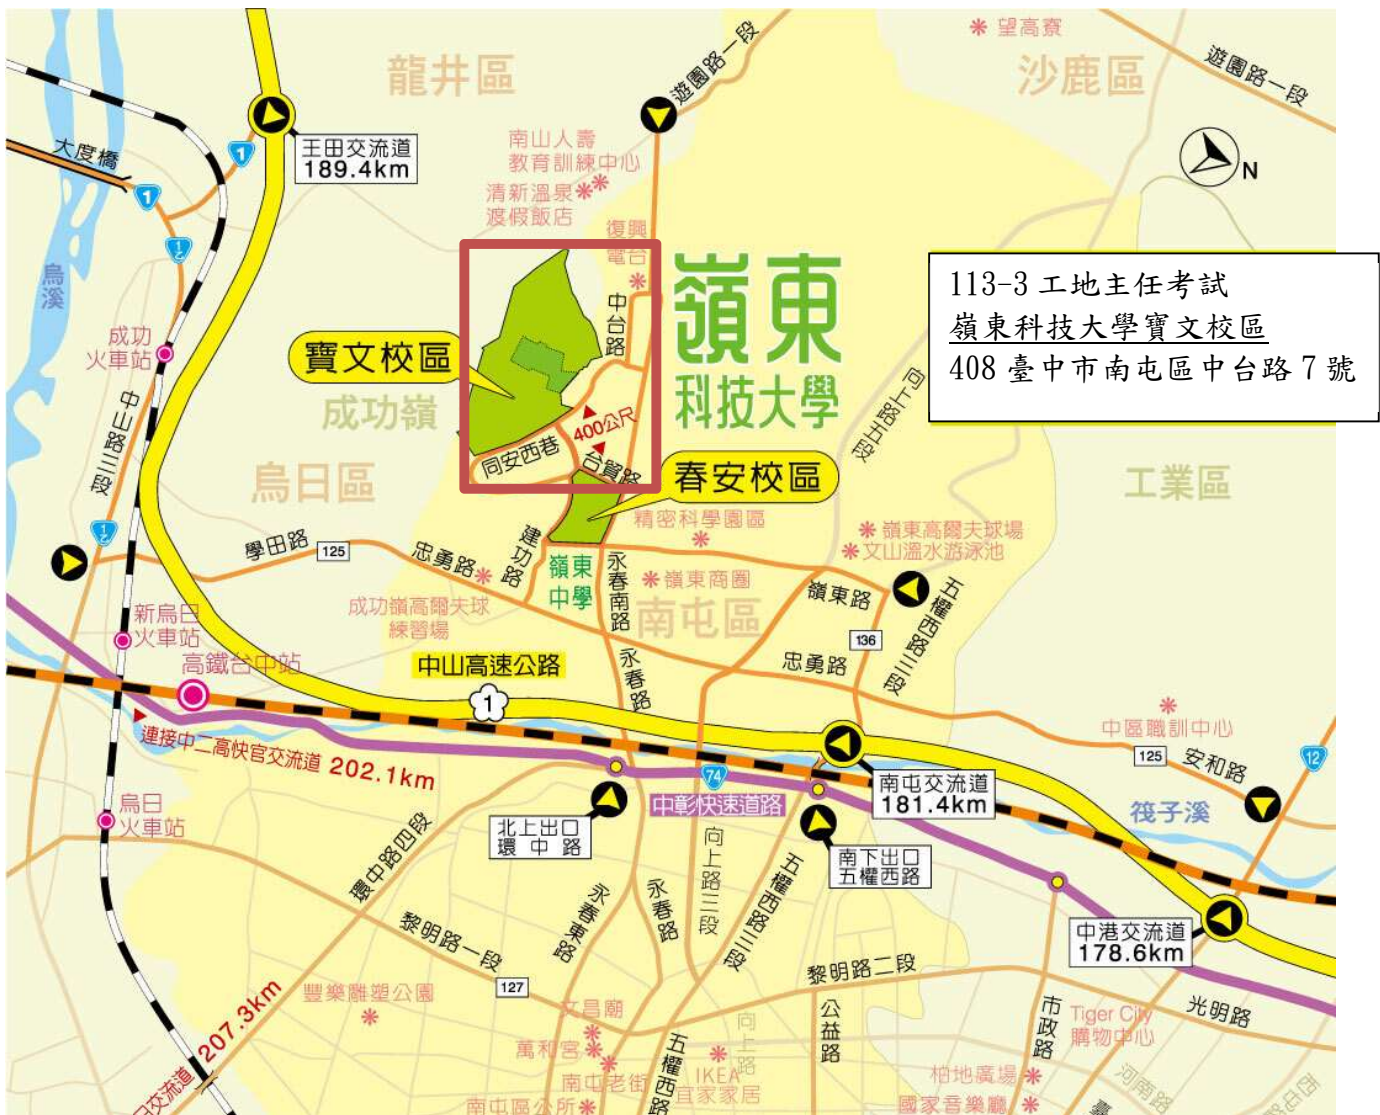 望高寮
龍井區
沙鹿區
遊園路一段
遊園路一段
大度橋
1
王田交流道
189.4km
南山人壽
教育訓練中心
清新溫泉
渡假飯店
N
1
1乙
復興
電台
烏溪
中台路
嶺東
科技大學
113-3 工地主任考試
嶺東科技大學寶文校區
408 臺中市南屯區中台路 7 號
成功
火車站
寶文校區
成功嶺
向上路五段
中山路三段
400公尺
同安西巷
台貿路
春安校區
烏日區
工業區
精密科學園區
嶺東高爾夫球場
文山溫水游泳池
1乙
學田路
125
忠勇路
建功路
嶺東
中學
永春南路
嶺東商圈
嶺東路
五權西路三段
成功嶺高爾夫球
練習場
南屯區
136
新烏日
火車站
高鐵台中站
中山高速公路
永春路
忠勇路
1
中區職訓中心
連接中二高快官交流道 202.1km
125
安和路
12
74
南屯交流道
181.4km
烏日
火車站
中彰快速道路
筏子溪
北上出口
環中路
南下出口
五權西路
環中路四段
向上路三段
五權西路二段
永春東路
永春路
中港交流道
178.6km
黎明路一段
黎明路二段
127
豐樂雕塑公園
文昌廟
公益路
市政路
Tiger City
購物中心
光明路
207.3km
萬和宮
向上路
南屯老街
五權西路
IKEA
宜家家居
柏地廣場
河南路
日交流道
南屯區公所
國家音樂廳